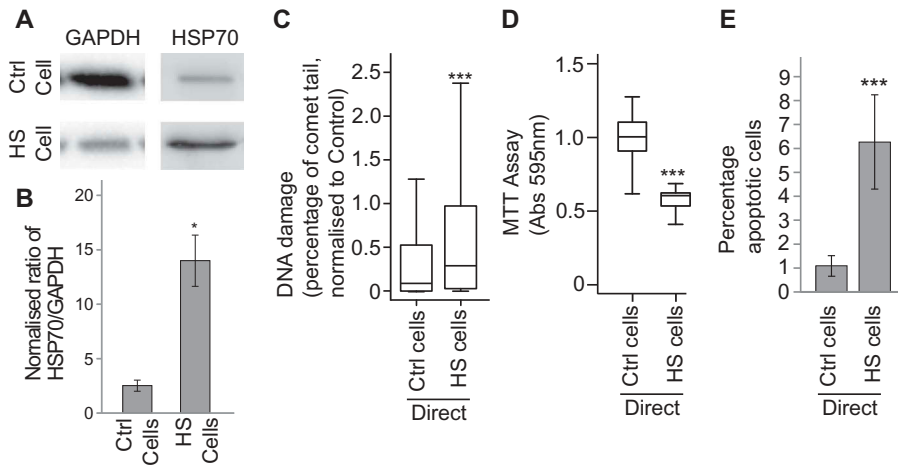 A
GAPDH HSP70
Ctrl
Cell
HS
Cell
B
Nomalised ratio of
HSP70/GAPDH
20
15
10
5
0
*
Ctrl
Cells
HS
Cells
C
DNA damage
(percentage of comet tail,
normalised to Control)
2.5
2.0
1.5
1.0
0.5
0
***
Ctrl cells
HS cells
Direct
D
MTT Assay
(Abs 595nm)
1.5
1.0
0.5
0
***
Ctrl cells
HS cells
Direct
E
Percentage
apoptotic cells
9
8
7
6
5
4
3
2
1
0
***
Ctrl cells
HS cells
Direct